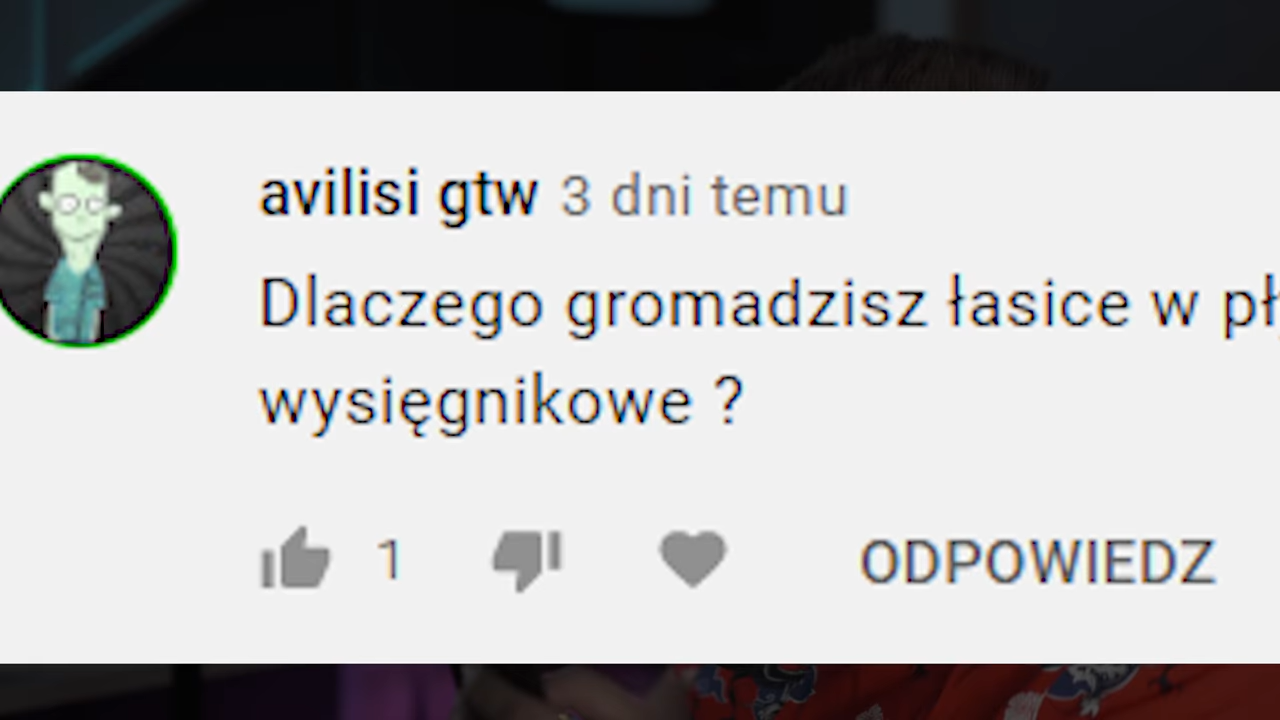 avilisi gtw 3 dni temu
Dlaczego gromadzisz łasice w
wysięgnikowe ?
1 ODPOWIEDZ